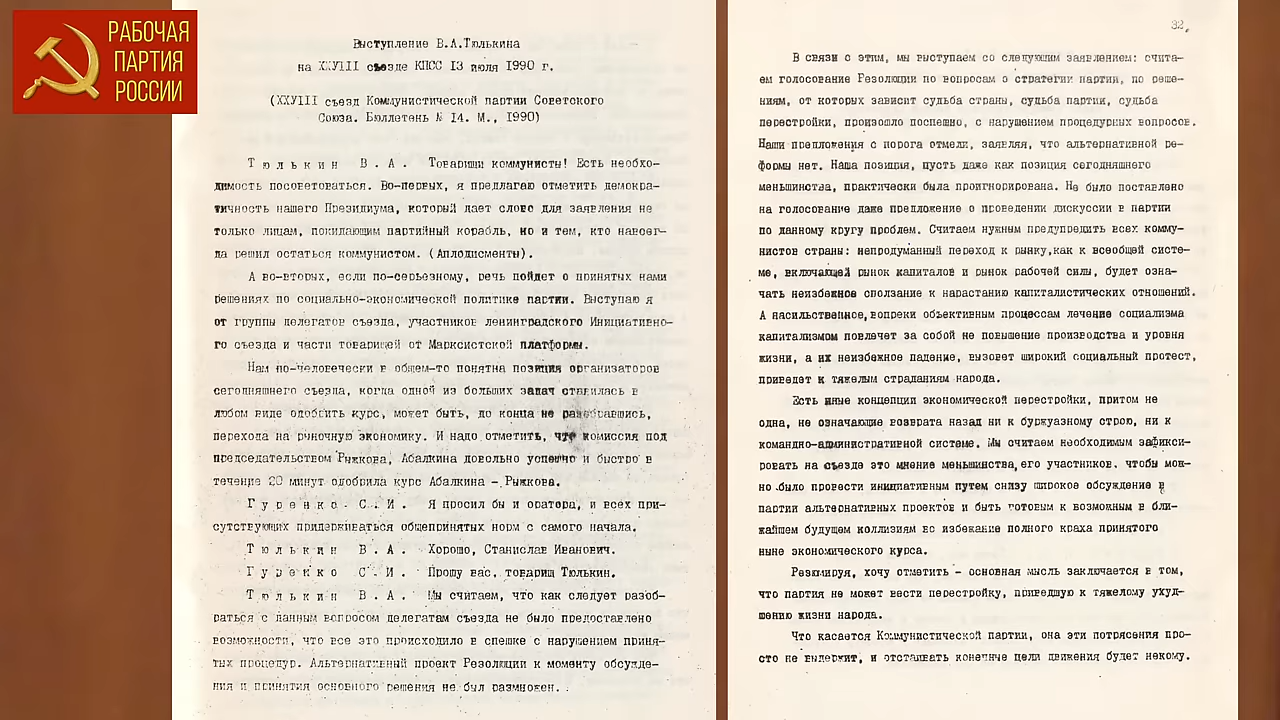 РАБОЧАЯ
ПАРТИЯ
РОССИИ
Выступление В.А.Тюлькина
на ХХУIII съезде КПСС 13 июля 1990 г.
(ХХУIII съезд Коммунистической партии Советского
Союза. Бюллетень № 14. М., 1990)
Тюлькин В.А. Товарищи коммунисты! Есть необхо-
димость посоветоваться. Во-первых, я предлагаю отметить демокра-
тичность нашего Президиума, который дает слово для заявления не
только лицам, покидающим партийный корабль, но и тем, кто навсег-
да решил остаться коммунистом. (Аплодисменты).
А во-вторых, если по-серьезному, речь пойдет о принятых нами
решениях по социально-экономической политике партии. Выступаю я
от группы делегатов съезда, участников ленинградского Инициативно-
го съезда и части товарищей от Марксистской платформы.
Нам по-человечески в общем-то понятна позиция организаторов
сегодняшнего съезда, когда одной из больших задач ставилась в
любом виде одобрить курс, может быть, до конца не разобравшись,
перехода на рыночную экономику. И надо отметить, что комиссия под
председательством Рыжкова, Абалкина довольно успешно и быстро в
течение 20 минут одобрила курс Абалкина - Рыжкова.
Гуренко С.И. Я просил бы и оратора, и всех при-
сутствующих придерживаться общепринятых норм с самого начала.
Тюлькин В.А. Хорошо, Станислав Иванович.
Гуренко С.И. Прошу вас, товарищ Тюлькин.
Тюлькин В.А. Мы считаем, что как следует разоб-
раться с данным вопросом делегатам съезда не было предоставлено
возможности, что все это происходило в спешке с нарушением приня-
тых процедур. Альтернативный проект Резолюции к моменту обсужде-
ния и принятия основного решения не был размножен.
32.
В связи с этим, мы выступаем со следующим заявлением: счита-
ем голосование Резолюции по вопросам о стратегии партии, по реше-
ниям, от которых зависит судьба страны, судьба партии, судьба
перестройки, произошло поспешно, с нарушением процедурных вопросов.
Наши предложения с порога отмели, заявляя, что альтернативной ре-
формы нет. Наша позиция, пусть даже как позиция сегодняшнего
меньшинства, практически была проигнорирована. Не было поставлено
на голосование даже предложение о проведении дискуссии в партии
по данному кругу проблем. Считаем нужным предупредить всех комму-
нистов страны: непродуманный переход к рынку,как к всеобщей систе-
ме, включающей рынок капиталов и рынок рабочей силы, будет озна-
чать неизбежное сползание к нарастанию капиталистических отношений.
А насильственное,вопреки объективным процессам лечение социализма
капитализмом повлечет за собой не повышение производства и уровня
жизни, а их неизбежное падение, вызовет широкий социальный протест,
приведет к тяжелым страданиям народа.
Есть иные концепции экономической перестройки, притом не
одна, не означающие возврата назад ни к буржуазному строю, ни к
командно-административной системе. Мы считаем необходимым зафикси-
ровать на съезде это мнение меньшинства,его участников. чтобы мож-
но было провести инициативным путем снизу широкое обсуждение в
партии альтернативных проектов и быть готовым к возможным в бли-
жайшем будущем коллизиям во избежание полного краха принятого
ныне экономического курса.
Резюмируя, хочу отметить - основная мысль заключается в том,
что партия не может вести перестройку, приведшую к тяжелому ухуд-
шению жизни народа.
Что касается Коммунистической партии, она эти потрясения про-
сто не выдержит, и отстаивать конечные цели движения будет некому.